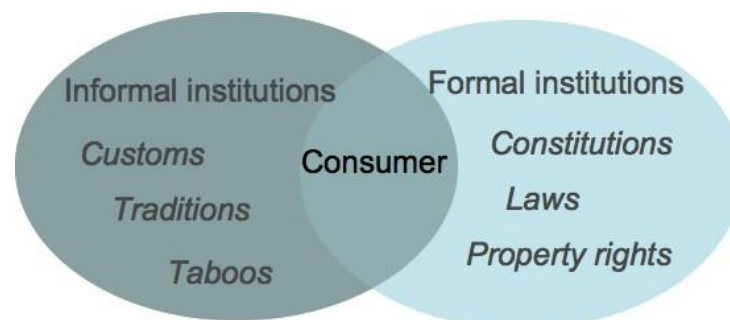 Informal institutions
Customs
Traditions
Taboos
Consumer
Formal institutions
Constitutions
Laws
Property rights